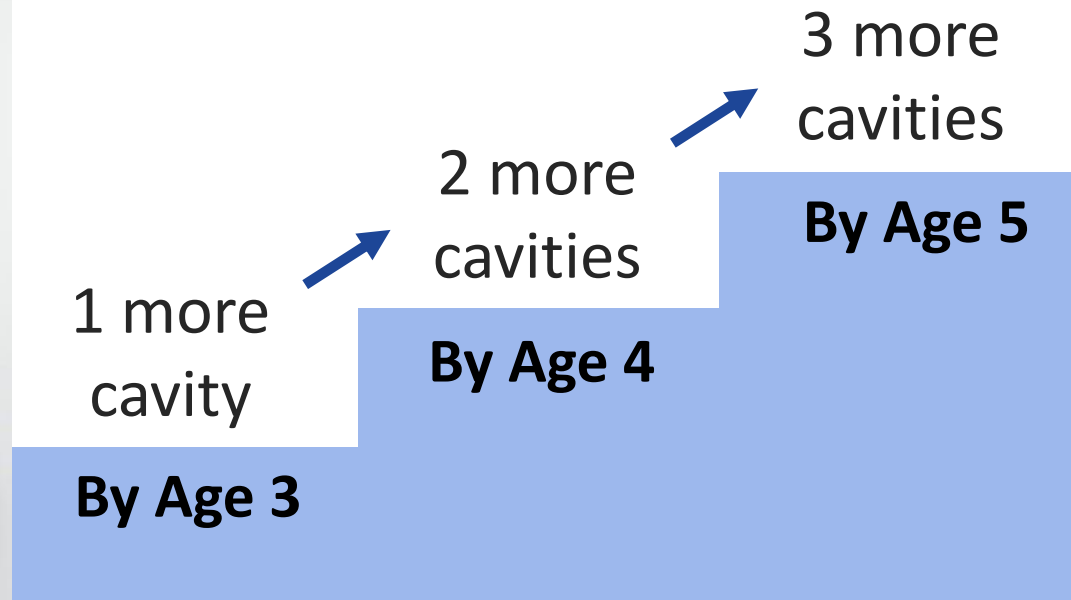 1 more
cavity
By Age 3
2 more
cavities
By Age 4
3 more
cavities
By Age 5